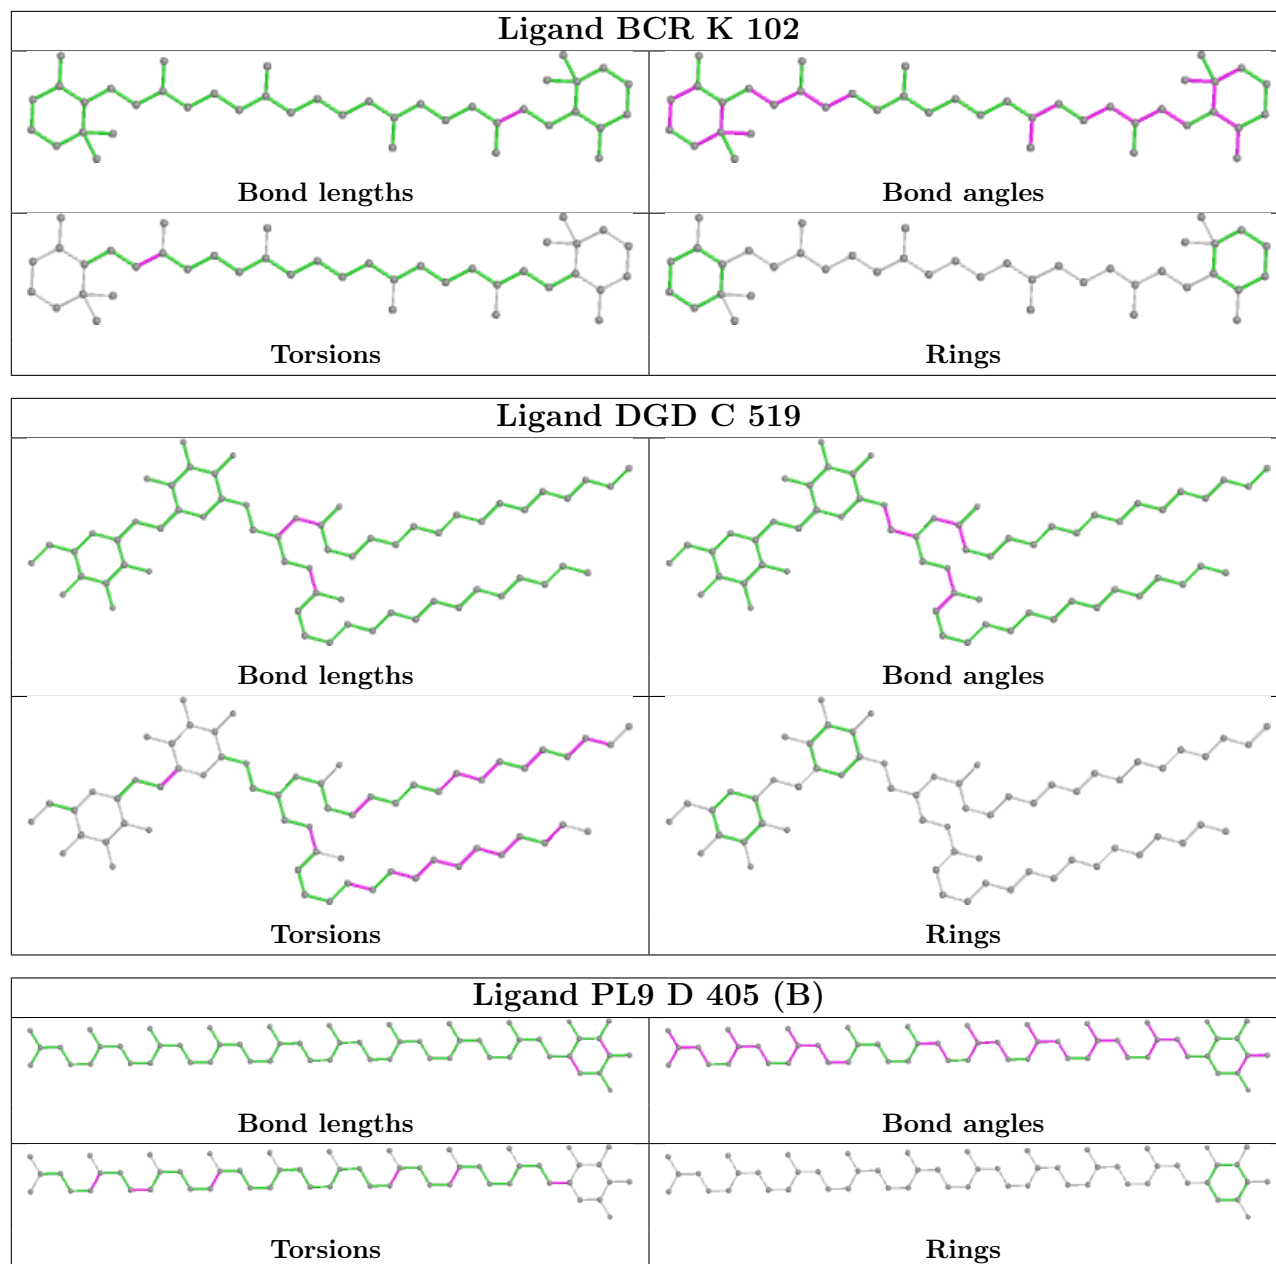 Ligand BCR K 102
Bond lengths
Bond angles
Torsions
Rings
Ligand DGD C 519
Bond lengths
Bond angles
Torsions
Rings
Ligand PL9 D 405 (B)
Bond lengths
Bond angles
Torsions
Rings